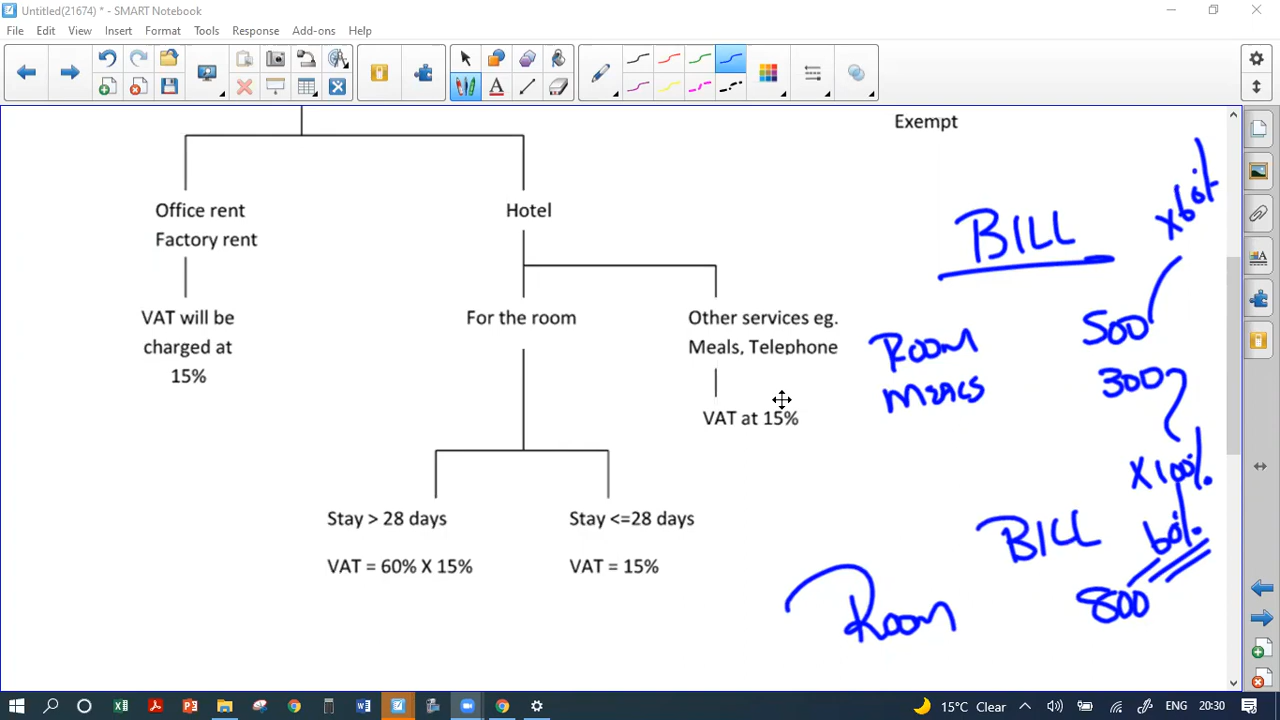 Untitled(21674) * - SMART Notebook
File Edit View Insert Format Tools Response Add-ons Help
Exempt
x60%
BILL
Office rent
Factory rent
Hotel
VAT will be
charged at
15%
For the room
Other services eg.
Meals, Telephone
VAT at 15%
ROOM 500
MEALS 300
X100%
Stay > 28 days
VAT = 60% X 15%
Stay <=28 days
VAT = 15%
BILL 60%
Room 800
15°C Clear
ENG
20:30